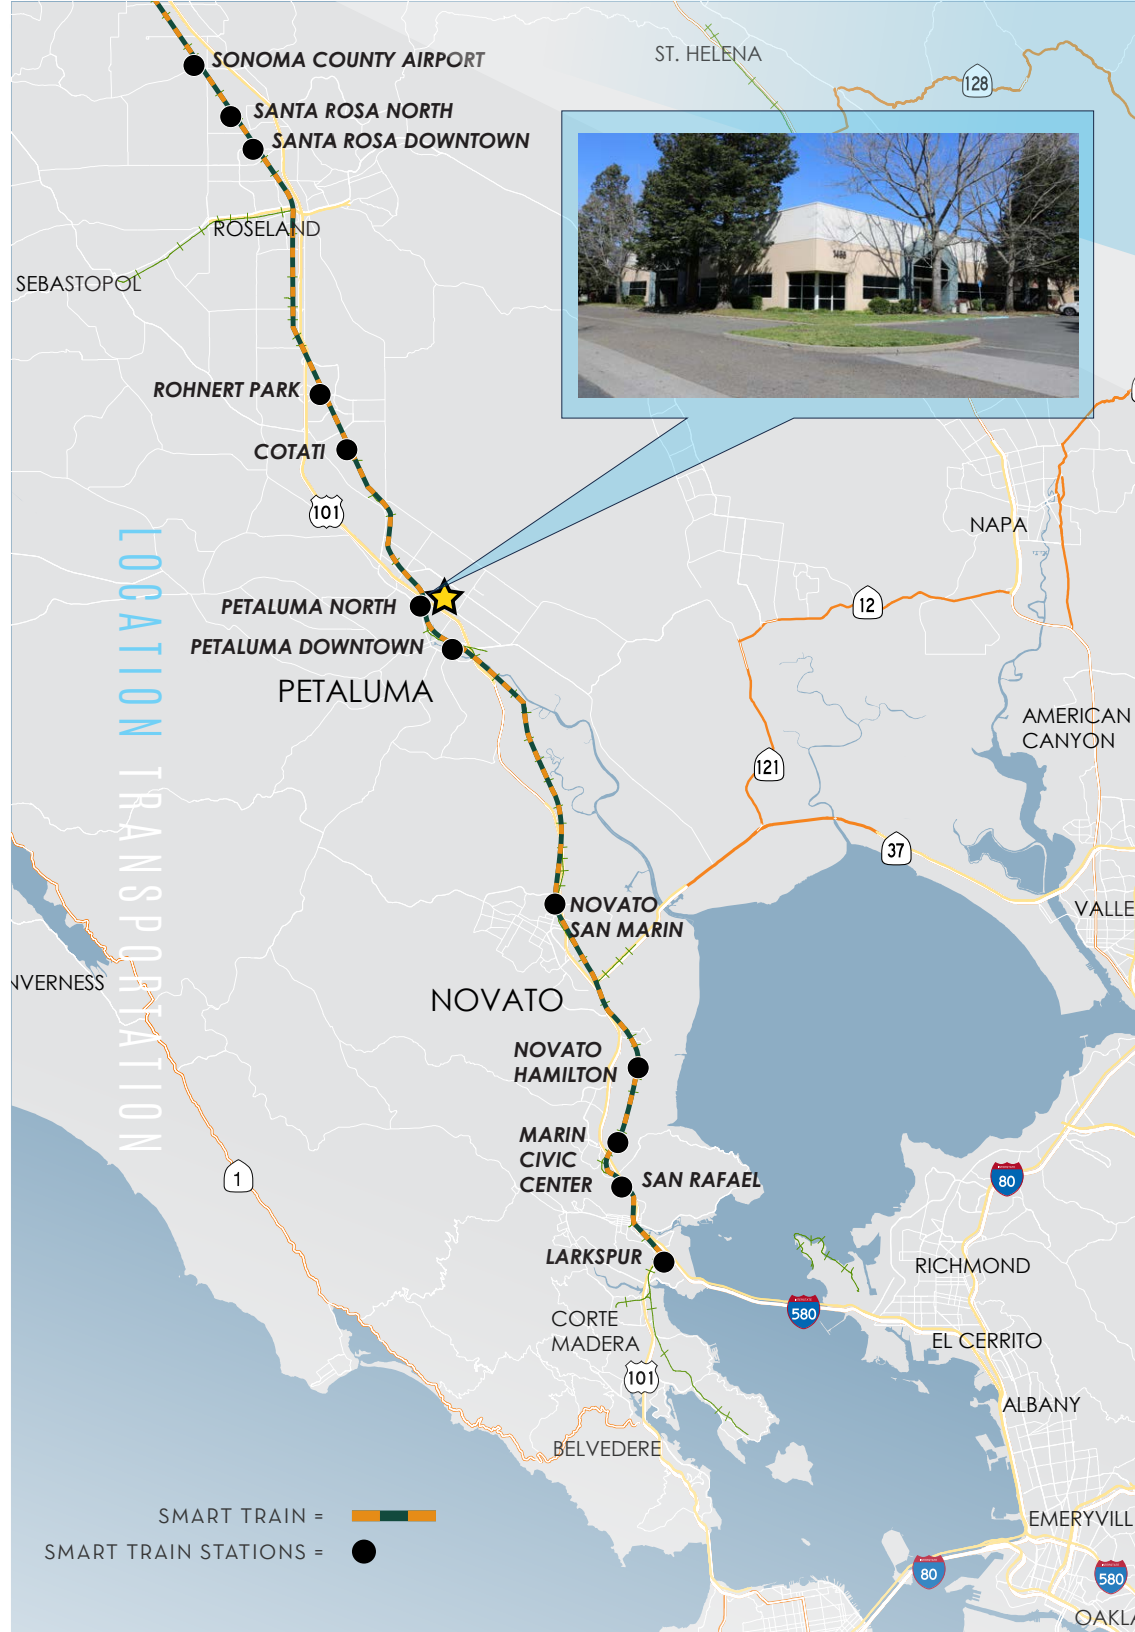 SONOMA COUNTY AIRPORT
ST. HELENA
128
SANTA ROSA NORTH
SANTA ROSA DOWNTOWN
ROSELAND
SEBASTOPOL
1488
ROHNERT PARK
COTATI
101
NAPA
12
PETALUMA NORTH
PETALUMA DOWNTOWN
PETALUMA
AMERICAN
CANYON
121
37
LOCATION TRANSPORTATION
NOVATO
SAN MARIN
VALLE
NVERNESS
NOVATO
NOVATO
HAMILTON
MARIN
CIVIC
CENTER
SAN RAFAEL
1
80
LARKSPUR
RICHMOND
580
CORTE
MADERA
EL CERRITO
101
ALBANY
BELVEDERE
SMART TRAIN =
SMART TRAIN STATIONS =
EMERYVILL
80
580
OAKLA